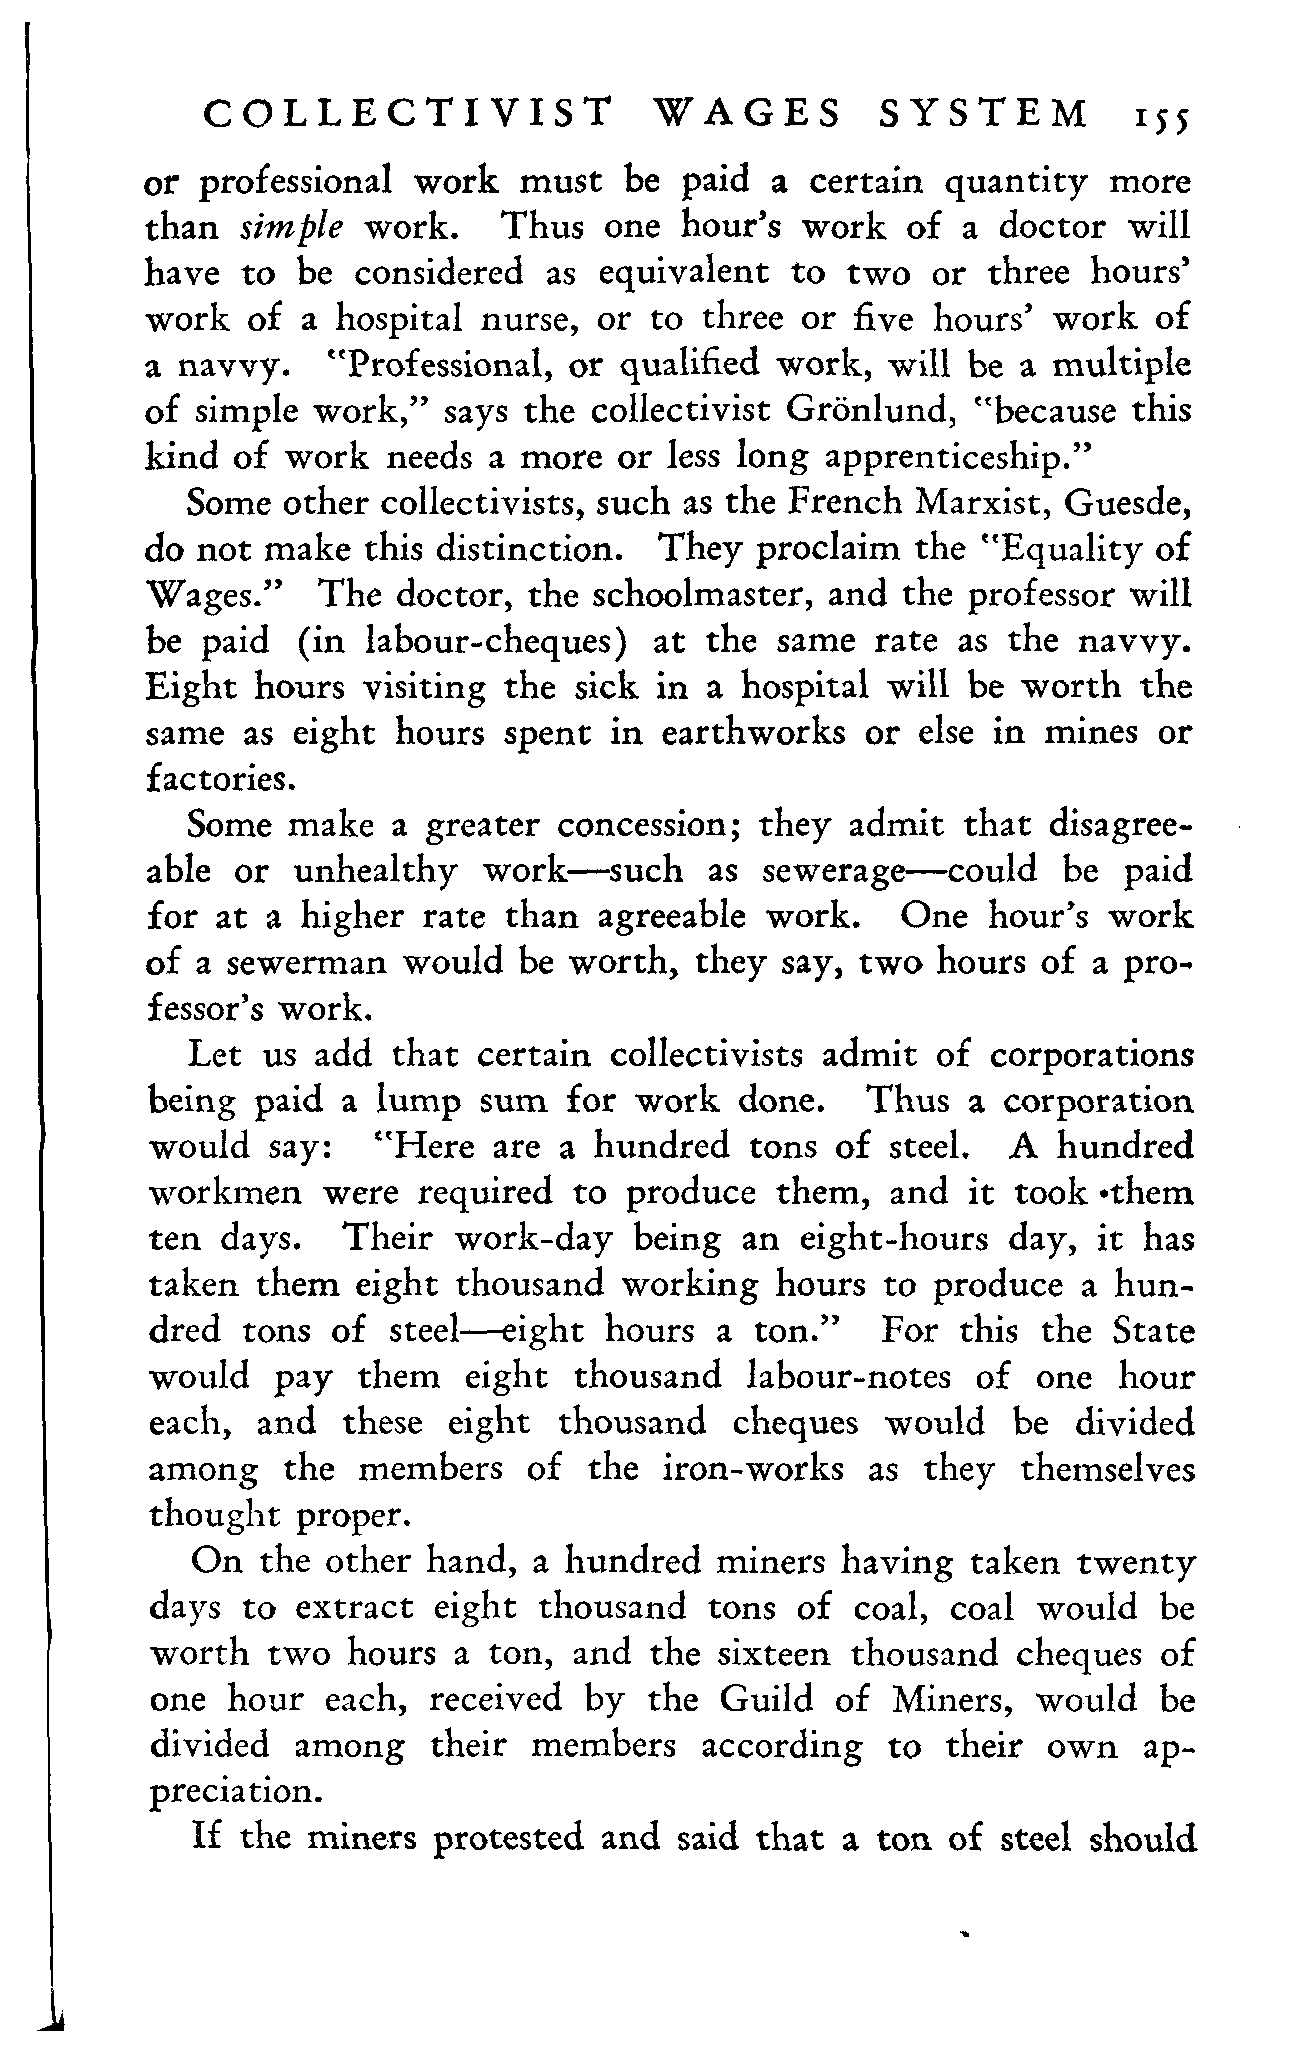 COLLECTIVIST WAGES SYSTEM 155
or professional work must be paid a certain quantity more
than simple work. Thus one hour's work of a doctor will
have to be considered as equivalent to two or three hours'
work of a hospital nurse, or to three or five hours' work of
a navvy. "Professional, or qualified work, will be a multiple
of simple work," says the collectivist Grönlund, "because this
kind of work needs a more or less long apprenticeship."
Some other collectivists, such as the French Marxist, Guesde,
do not make this distinction. They proclaim the "Equality of
Wages." The doctor, the schoolmaster, and the professor will
be paid (in labour-cheques) at the same rate as the navvy.
Eight hours visiting the sick in a hospital will be worth the
same as eight hours spent in earthworks or else in mines or
factories.
Some make a greater concession; they admit that disagree-
able or unhealthy work—such as sewerage—could be paid
for at a higher rate than agreeable work. One hour's work
of a sewerman would be worth, they say, two hours of a pro-
fessor's work.
Let us add that certain collectivists admit of corporations
being paid a lump sum for work done. Thus a corporation
would say: "Here are a hundred tons of steel. A hundred
workmen were required to produce them, and it took them
ten days. Their work-day being an eight-hours day, it has
taken them eight thousand working hours to produce a hun-
dred tons of steel—eight hours a ton." For this the State
would pay them eight thousand labour-notes of one hour
each, and these eight thousand cheques would be divided
among the members of the iron-works as they themselves
thought proper.
On the other hand, a hundred miners having taken twenty
days to extract eight thousand tons of coal, coal would be
worth two hours a ton, and the sixteen thousand cheques of
one hour each, received by the Guild of Miners, would be
divided among their members according to their own ap-
preciation.
If the miners protested and said that a ton of steel should